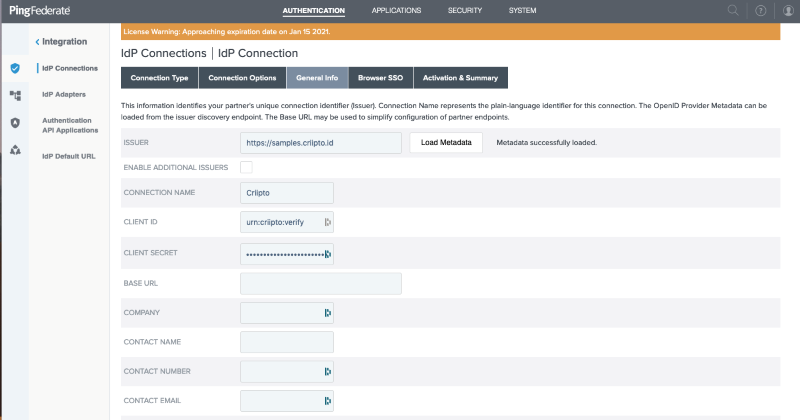 PingFederate
AUTHENTICATION APPLICATIONS SECURITY SYSTEM
License Warning: Approaching expiration date on Jan 15 2021.
Integration
IdP Connections
IdP Adapters
Authentication
API Applications
IdP Default URL
IdP Connections | IdP Connection
Connection Type Connection Options General Info Browser SSO Activation & Summary
This information identifies your partner's unique connection identifier (Issuer). Connection Name represents the plain-language identifier for this connection. The OpenID Provider Metadata can be
loaded from the issuer discovery endpoint. The Base URL may be used to simplify configuration of partner endpoints.
ISSUER https://samples.criipto.id Load Metadata Metadata successfully loaded.
ENABLE ADDITIONAL ISSUERS
CONNECTION NAME Criipto
CLIENT ID urn:criipto:verify
CLIENT SECRET
BASE URL
COMPANY
CONTACT NAME
CONTACT NUMBER
CONTACT EMAIL